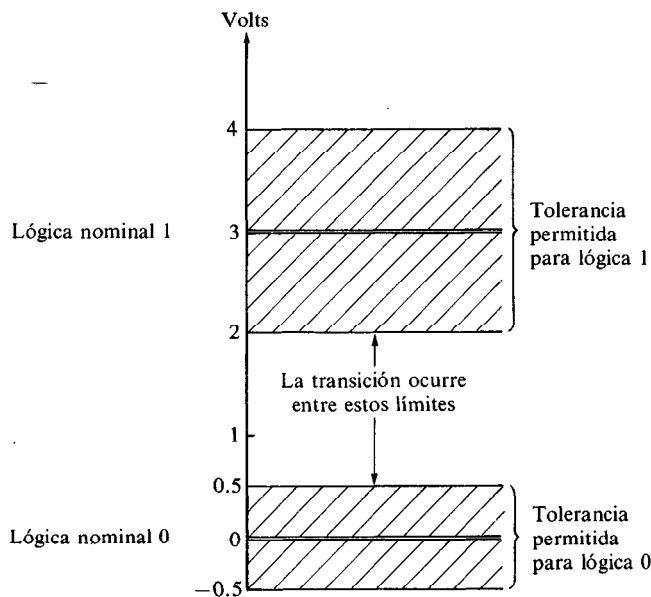 Volts
4
Lógica nominal 1
3
Tolerancia
permitida
para lógica 1
2
La transición ocurre
entre estos límites
1
0.5
Lógica nominal 0
0
Tolerancia
permitida
para lógica 0
−0.5